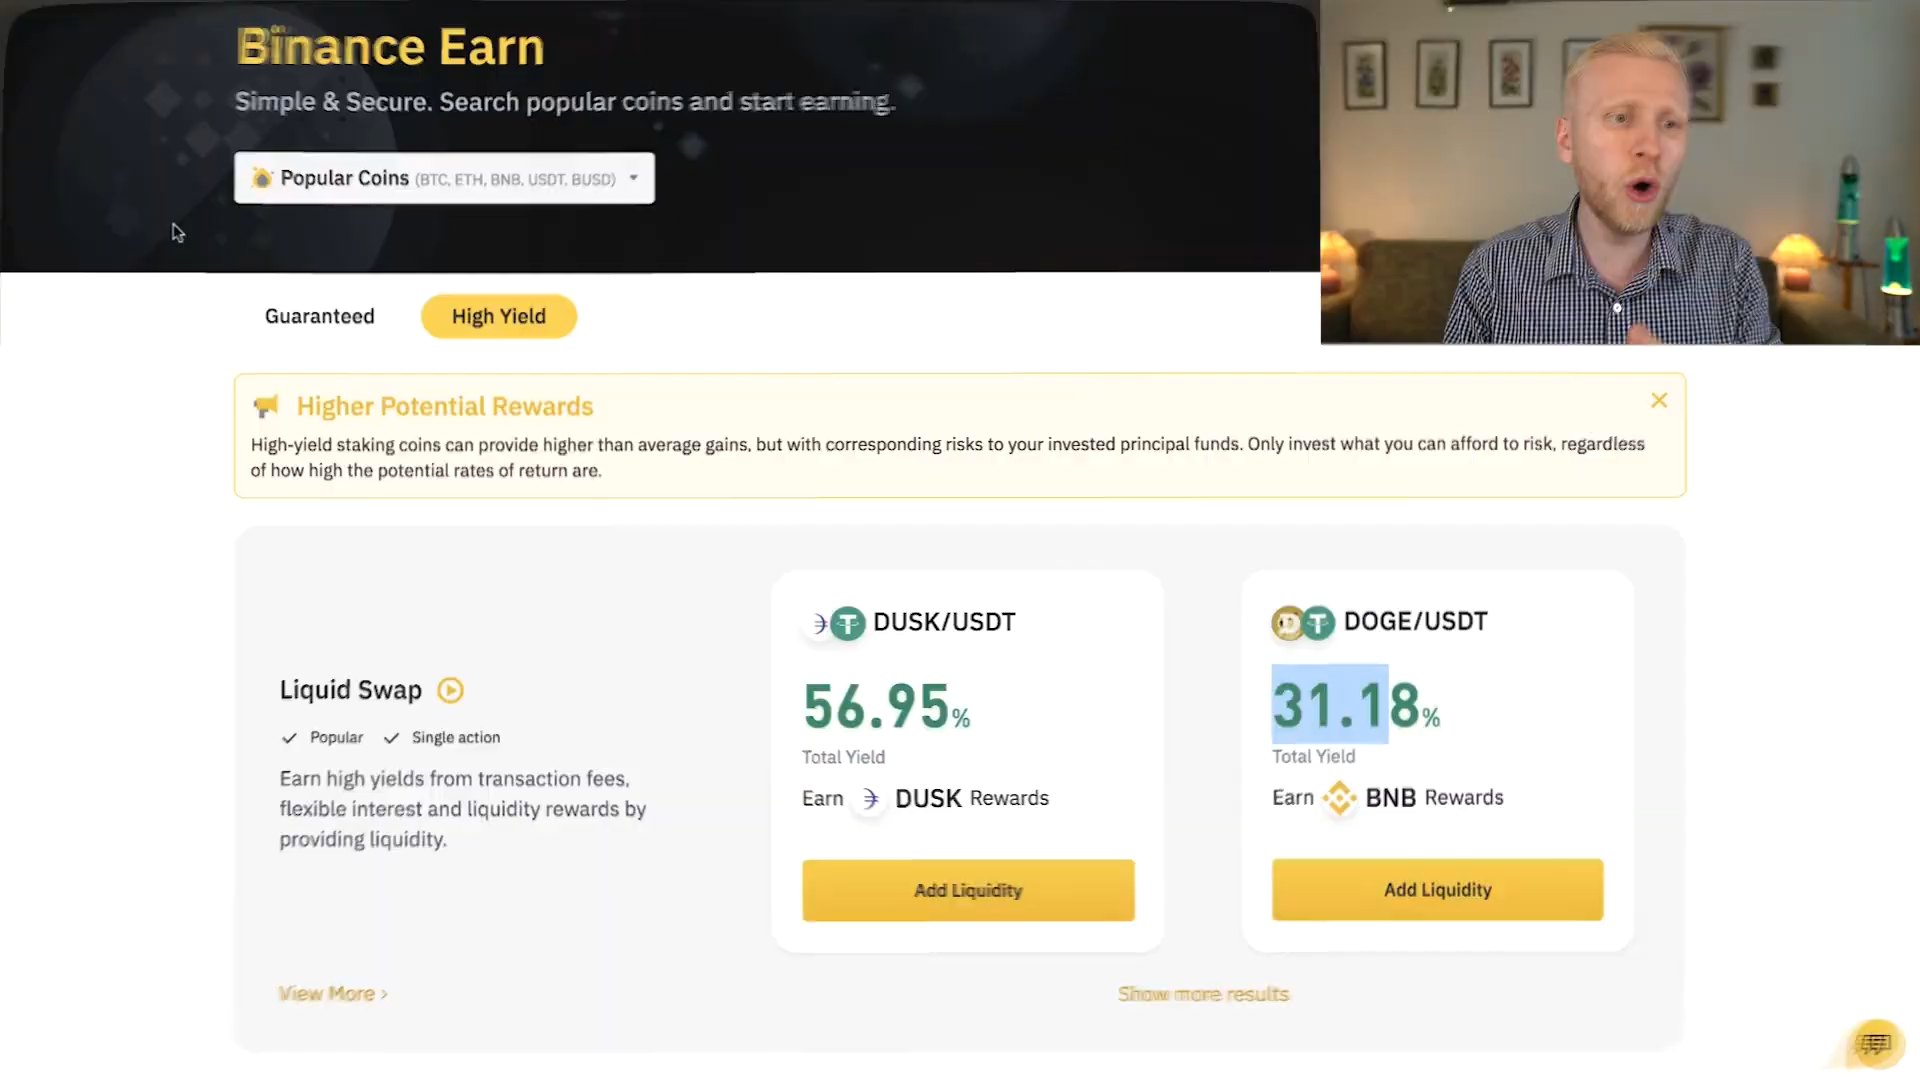 Binance Earn
Simple & Secure. Search popular coins and start earning.
Popular Coins (BTC, ETH, BNB, USDT, BUSD)
Guaranteed
High Yield
Higher Potential Rewards
High-yield staking coins can provide higher than average gains, but with corresponding risks to your invested principal funds. Only invest what you can afford to risk, regardless
of how high the potential rates of return are.
Liquid Swap
Popular
Single action
Earn high yields from transaction fees,
flexible interest and liquidity rewards by
providing liquidity.
View More >
DUSK/USDT
56.95%
Total Yield
Earn DUSK Rewards
Add Liquidity
DOGE/USDT
31.18%
Total Yield
Earn BNB Rewards
Add Liquidity
Show more results